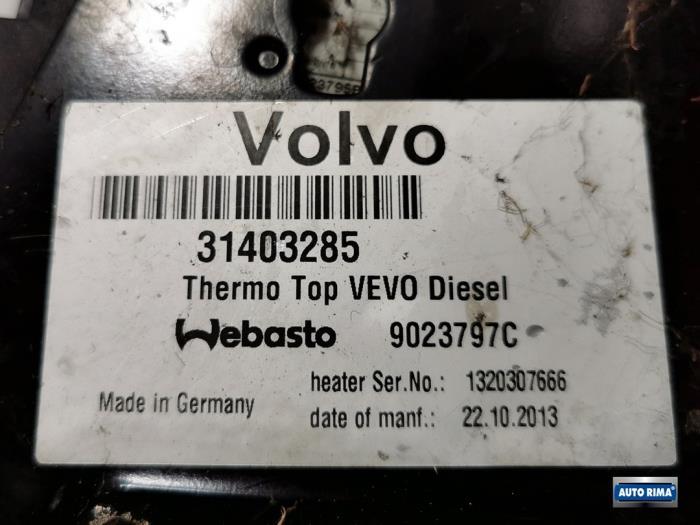 Volvo
31403285
Thermo Top VEVO Diesel
Webasto 9023797C
heater Ser.No.: 1320307666
Made in Germany
date of manf.: 22.10.2013
AUTO RIMA